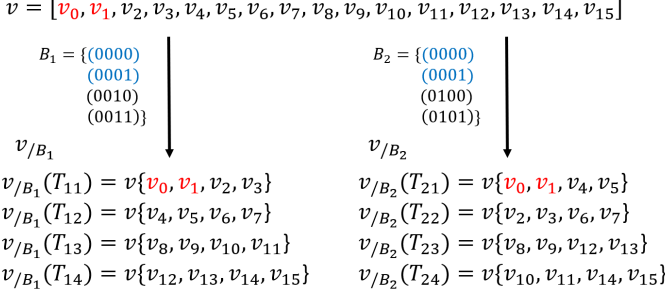 v = [v₀, v₁, v₂, v₃, v₄, v₅, v₆, v₇, v₈, v₉, v₁₀, v₁₁, v₁₂, v₁₃, v₁₄, v₁₅]
B₁ = {(0000)
(0001)
(0010)
(0011)}
B₂ = {(0000)
(0001)
(0100)
(0101)}
v/B₁
v/B₂
v/B₁(T₁₁) = v{v₀, v₁, v₂, v₃}
v/B₁(T₁₂) = v{v₄, v₅, v₆, v₇}
v/B₁(T₁₃) = v{v₈, v₉, v₁₀, v₁₁}
v/B₁(T₁₄) = v{v₁₂, v₁₃, v₁₄, v₁₅}
v/B₂(T₂₁) = v{v₀, v₁, v₄, v₅}
v/B₂(T₂₂) = v{v₂, v₃, v₆, v₇}
v/B₂(T₂₃) = v{v₈, v₉, v₁₂, v₁₃}
v/B₂(T₂₄) = v{v₁₀, v₁₁, v₁₄, v₁₅}